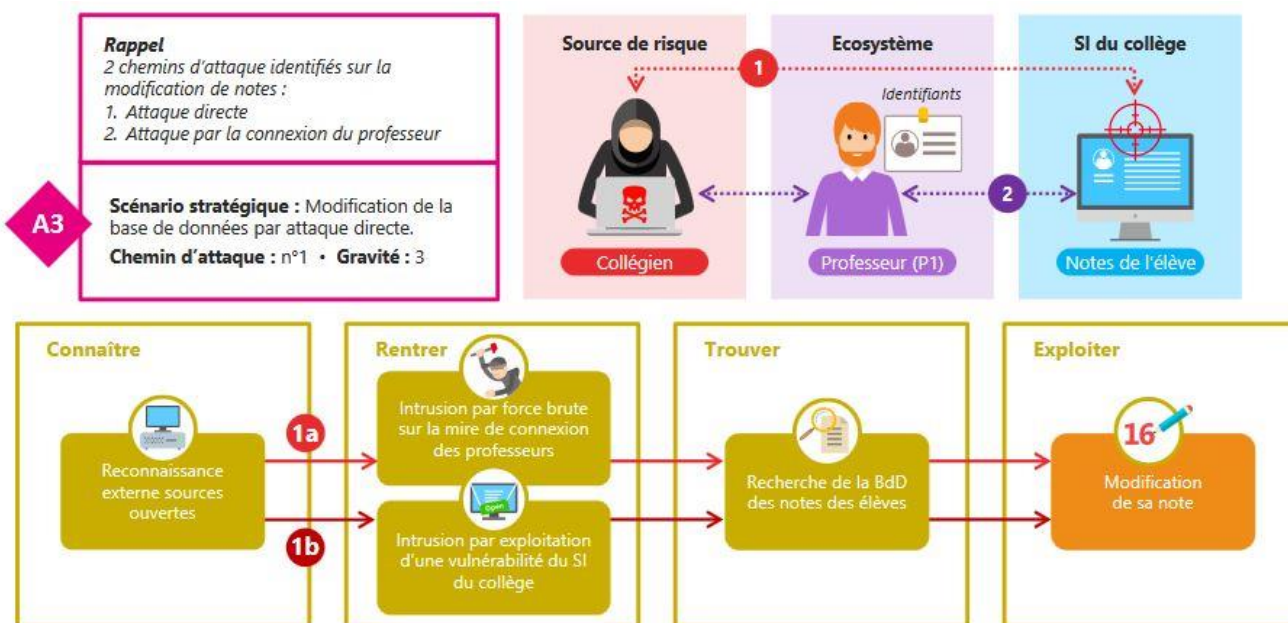 Rappel
2 chemins d'attaque identifiés sur la
modification de notes :
1. Attaque directe
2. Attaque par la connexion du professeur
A3
Scénario stratégique : Modification de la
base de données par attaque directe.
Chemin d'attaque : n°1 • Gravité : 3
Source de risque
Ecosystème
SI du collège
1
Identifiants
2
Collégien
Professeur (P1)
Notes de l'élève
Connaître
Reconnaissance
externe sources
ouvertes
1a
1b
Rentrer
Intrusion par force brute
sur la mire de connexion
des professeurs
Open
Intrusion par exploitation
d'une vulnérabilité du SI
du collège
Trouver
Recherche de la BdD
des notes des élèves
Exploiter
16
Modification
de sa note